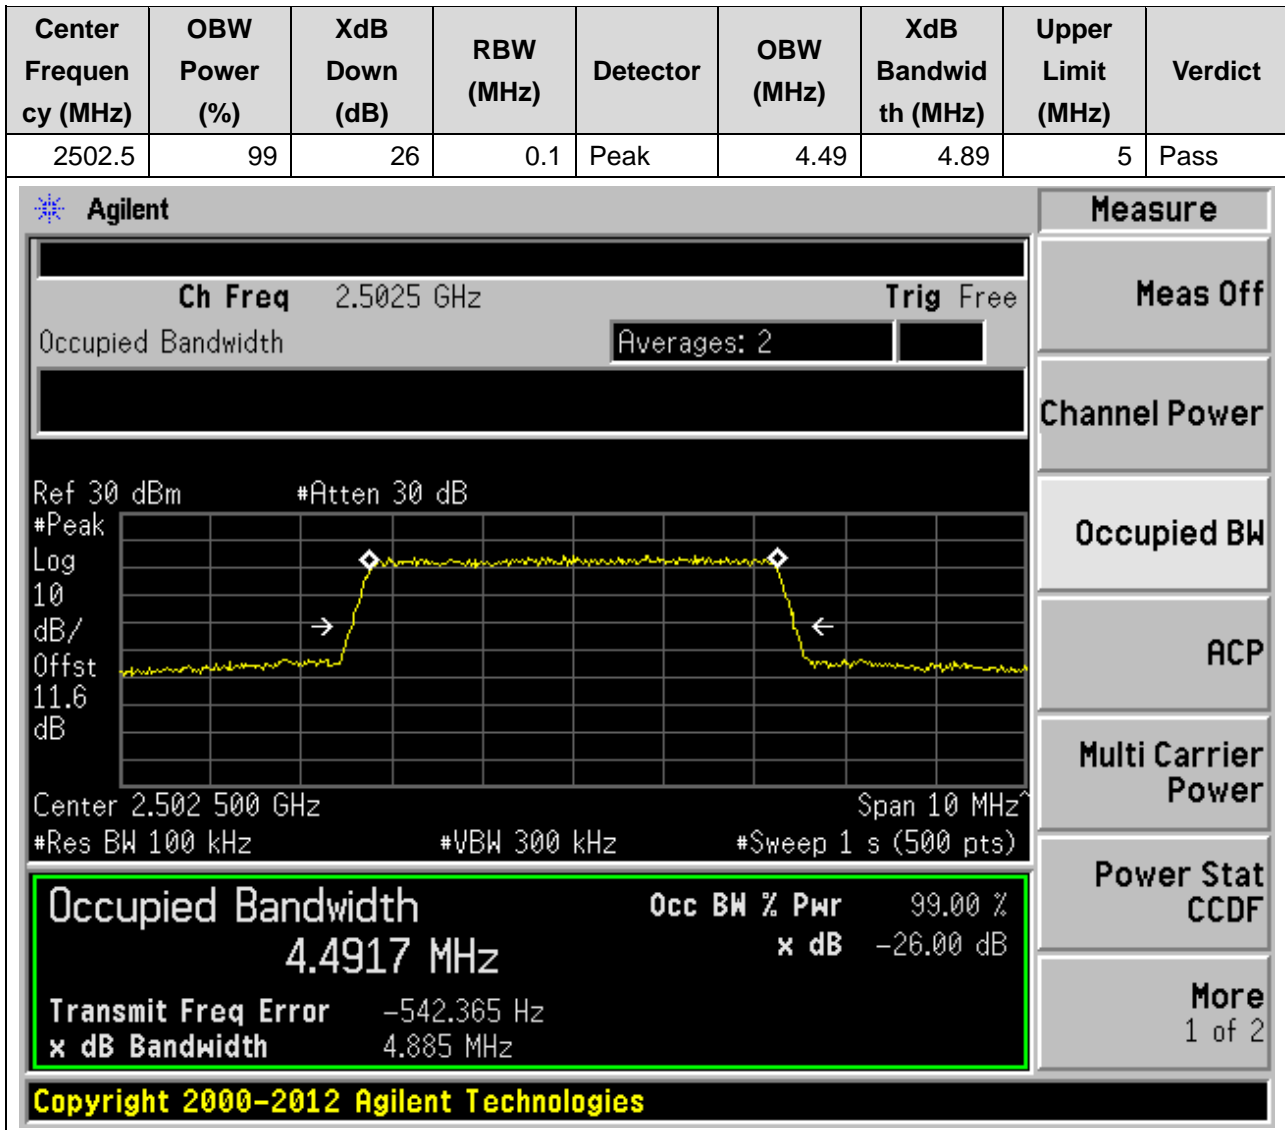 Center Frequen cy (MHz) OBW Power (%) XdB Down (dB) RBW (MHz) Detector OBW (MHz) XdB Bandwid th (MHz) Upper Limit (MHz) Verdict
2502.5 99 26 0.1 Peak 4.49 4.89 5 Pass
Agilent
Measure
Ch Freq 2.5025 GHz Trig Free
Occupied Bandwidth Averages: 2
Meas Off
Channel Power
Occupied BW
ACP
Multi Carrier
Power
Power Stat
CCDF
More
1 of 2
Ref 30 dBm #Atten 30 dB
#Peak
Log
10
dB/
Offst
11.6
dB
Center 2.502 500 GHz Span 10 MHz^
#Res BW 100 kHz #VBW 300 kHz #Sweep 1 s (500 pts)
Occupied Bandwidth Occ BW % Pwr 99.00 %
4.4917 MHz x dB -26.00 dB
Transmit Freq Error -542.365 Hz
x dB Bandwidth 4.885 MHz
Copyright 2000-2012 Agilent Technologies